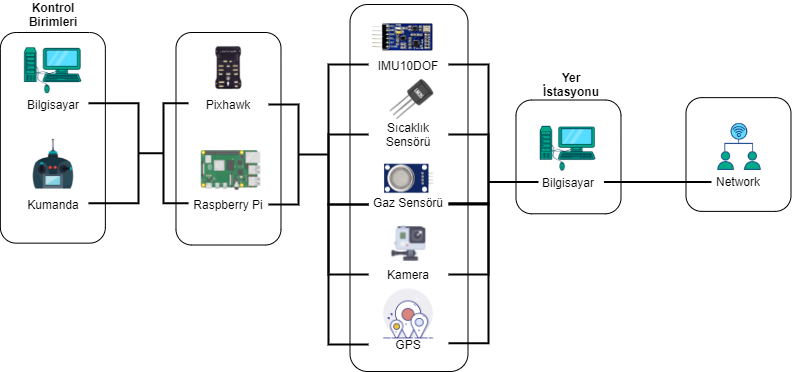 Kontrol
Birimleri
Bilgisayar
Kumanda
Pixhawk
Raspberry Pi
IMU10DOF
Sıcaklık
Sensörü
Gaz Sensörü
Kamera
GPS
Yer
İstasyonu
Bilgisayar
Network